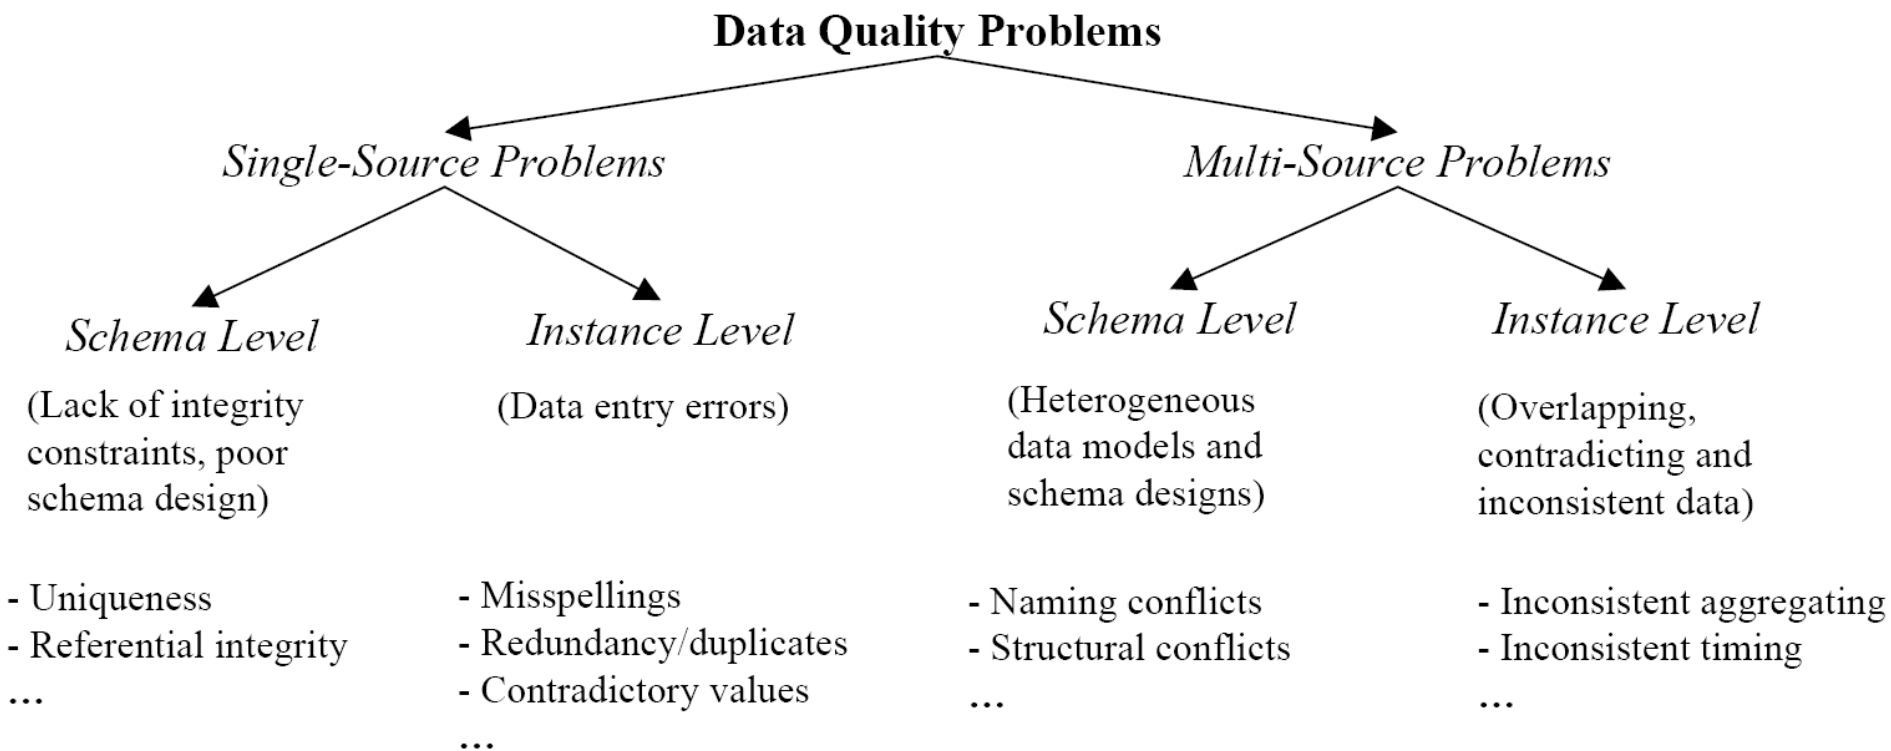 Data Quality Problems
Single-Source Problems
Multi-Source Problems
Schema Level
Instance Level
Schema Level
Instance Level
(Lack of integrity
constraints, poor
schema design)
(Data entry errors)
(Heterogeneous
data models and
schema designs)
(Overlapping,
contradicting and
inconsistent data)
- Uniqueness
- Referential integrity
...
- Misspellings
- Redundancy/duplicates
- Contradictory values
...
- Naming conflicts
- Structural conflicts
...
- Inconsistent aggregating
- Inconsistent timing
...